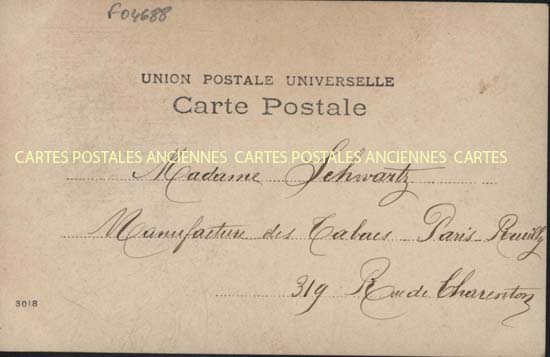 F04688
UNION POSTALE UNIVERSELLE
Carte Postale
CARTES POSTALES ANCIENNES CARTES POSTALES ANCIENNES CARTES
Madame Schwartz
Manufacture des Tabacs Paris Reuilly
319 Rue de Charenton
3018